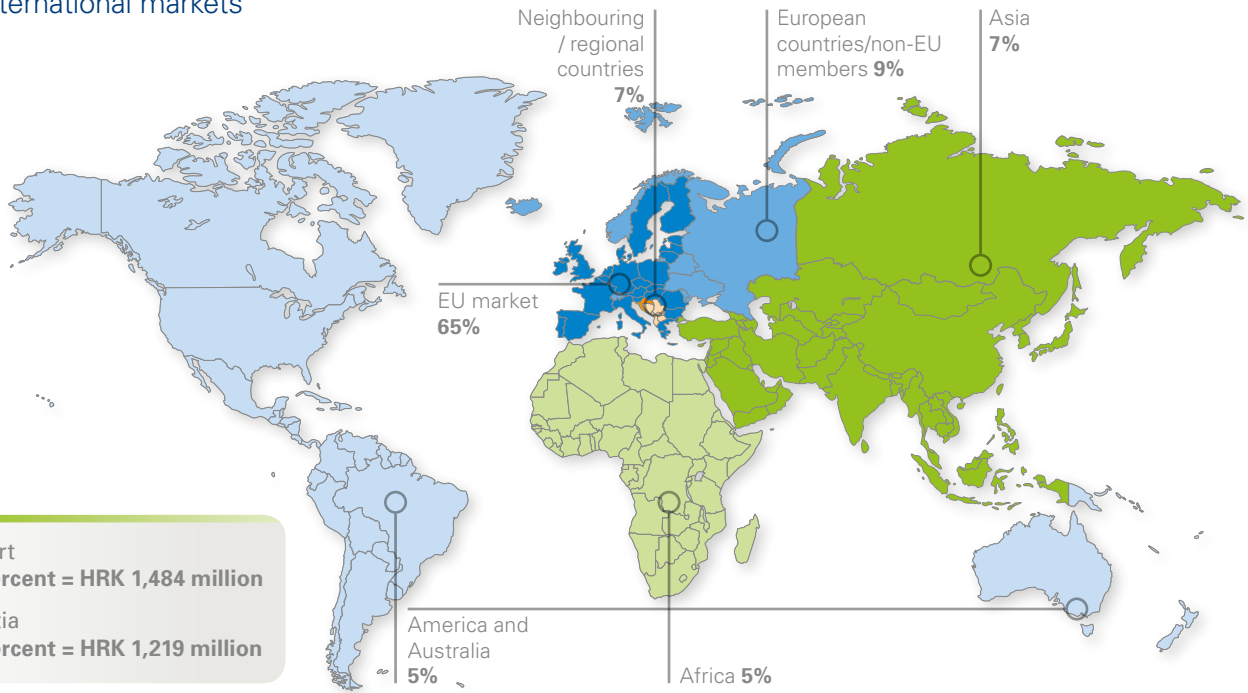 ternational markets
Neighbouring
/ regional
countries
7%
European
countries/non-EU
members 9%
Asia
7%
EU market
65%
rt
rcent = HRK 1,484 million
tia
rcent = HRK 1,219 million
America and
Australia
5%
Africa 5%